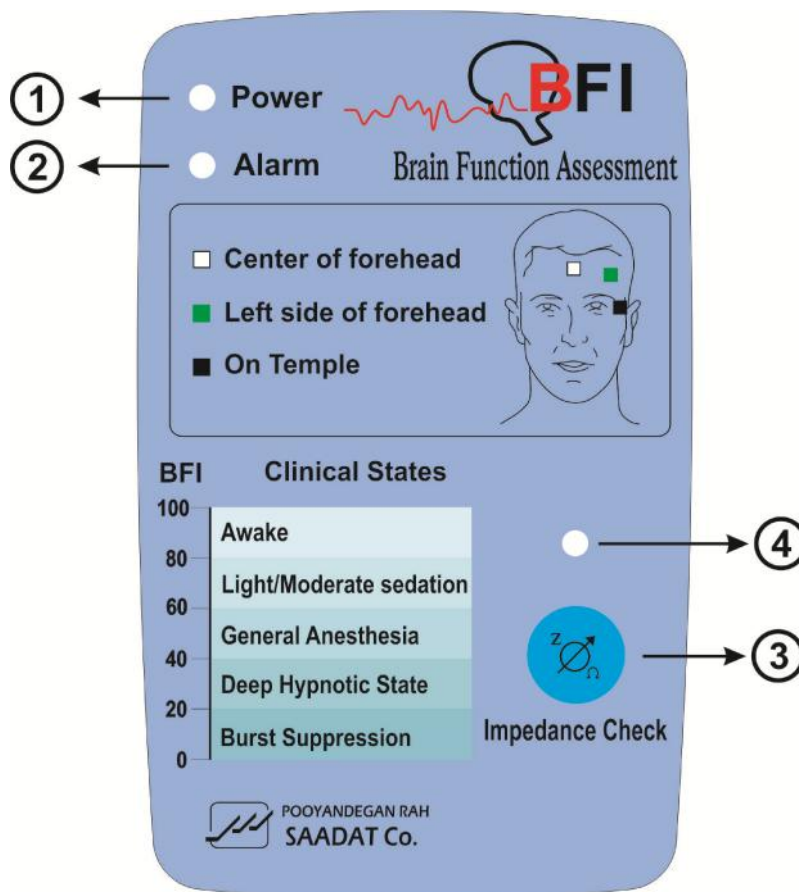 1
Power
BFI
2
Alarm
Brain Function Assessment
Center of forehead
Left side of forehead
On Temple
BFI
Clinical States
100
Awake
80
Light/Moderate sedation
60
General Anesthesia
40
Deep Hypnotic State
20
Burst Suppression
0
4
Z
Ω
3
Impedance Check
POOYANDEGAN RAH
SAADAT Co.